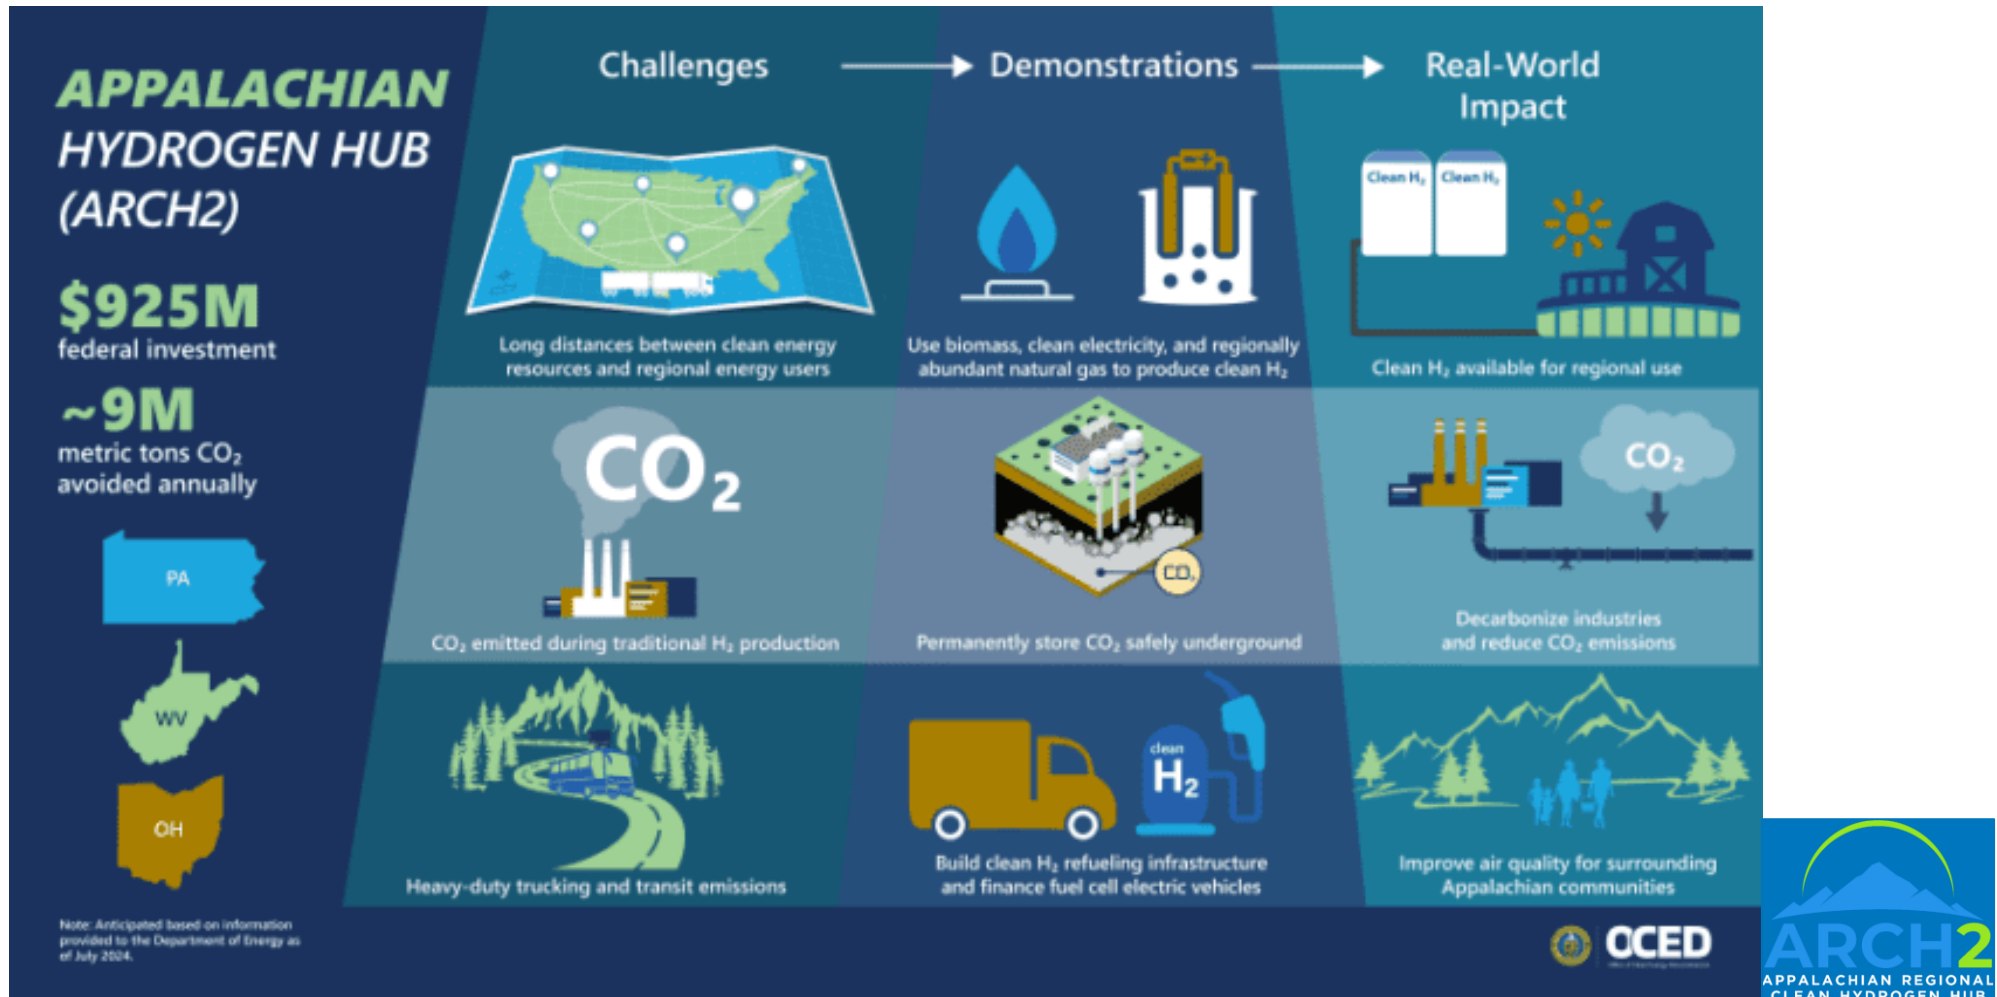 APPALACHIAN
HYDROGEN HUB
(ARCH2)
$925M
federal investment
~9M
metric tons CO₂
avoided annually
PA
WV
OH
Note: Anticipated based on information
provided to the Department of Energy as
of July 2024.
Challenges
Demonstrations
Real-World
Impact
Long distances between clean energy
resources and regional energy users
Use biomass, clean electricity, and regionally
abundant natural gas to produce clean H₂
Clean H₂ Clean H₂
Clean H₂ available for regional use
CO₂
CO₂ emitted during traditional H₂ production
CO₂
Permanently store CO₂ safely underground
CO₂
Decarbonize industries
and reduce CO₂ emissions
Heavy-duty trucking and transit emissions
clean
H₂
Build clean H₂ refueling infrastructure
and finance fuel cell electric vehicles
Improve air quality for surrounding
Appalachian communities
OCED
ARCH2
APPALACHIAN REGIONAL
CLEAN HYDROGEN HUB